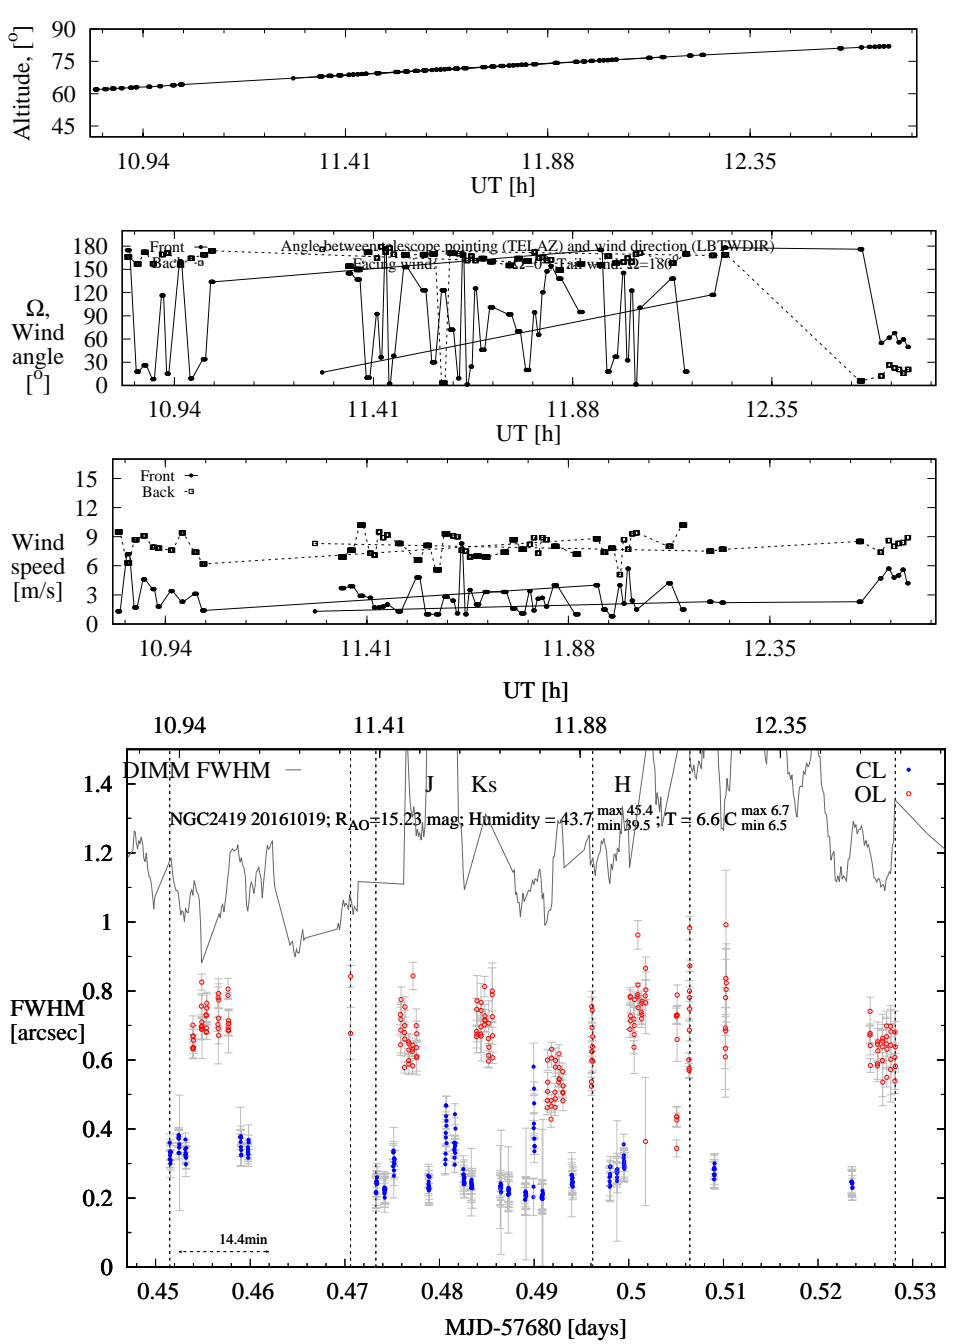 90
75
60
45
Altitude, [°]
10.94 11.41 11.88 12.35
UT [h]
180
150
120
90
60
30
0
Ω,
Wind
angle
[°]
Front
Back
Angle between telescope pointing (TELAZ) and wind direction (LBTWDIR)
Facing wind: Ω=0°; Tail wind: Ω=180°
10.94 11.41 11.88 12.35
UT [h]
15
12
9
6
3
0
Wind
speed
[m/s]
Front
Back
10.94 11.41 11.88 12.35
UT [h]
10.94 11.41 11.88 12.35
1.4
1.2
1
0.8
0.6
0.4
0.2
0
FWHM
[arcsec]
DIMM FWHM
J Ks H
CL
OL
NGC2419 20161019; R_AO=15.23 mag; Humidity = 43.7 max 45.4 min 39.5 ; T = 6.6 C max 6.7 min 6.5
14.4min
0.45 0.46 0.47 0.48 0.49 0.5 0.51 0.52 0.53
MJD-57680 [days]